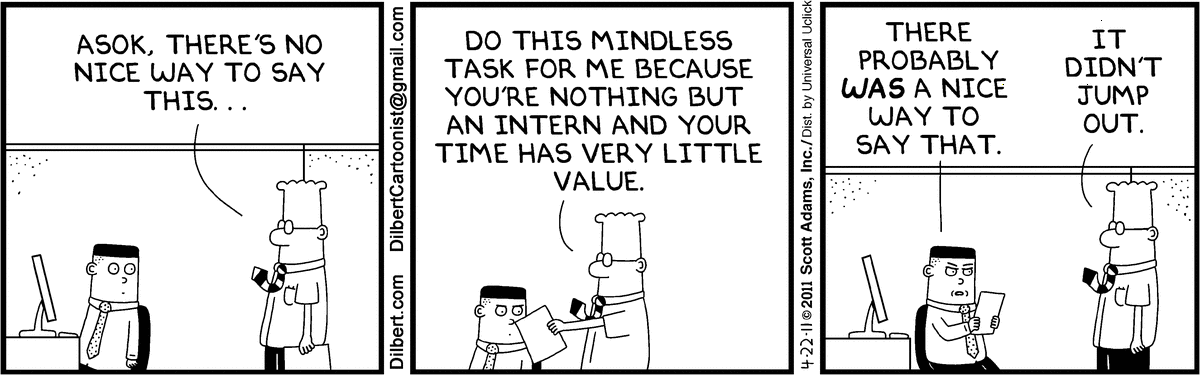 ASOK, THERE'S NO
NICE WAY TO SAY
THIS...
Dilbert.com DilbertCartoonist@gmail.com
DO THIS MINDLESS
TASK FOR ME BECAUSE
YOU'RE NOTHING BUT
AN INTERN AND YOUR
TIME HAS VERY LITTLE
VALUE.
4-22-11 © 2011 Scott Adams, Inc./Dist. by Universal Uclick
THERE
PROBABLY
WAS A NICE
WAY TO
SAY THAT.
IT
DIDN'T
JUMP
OUT.